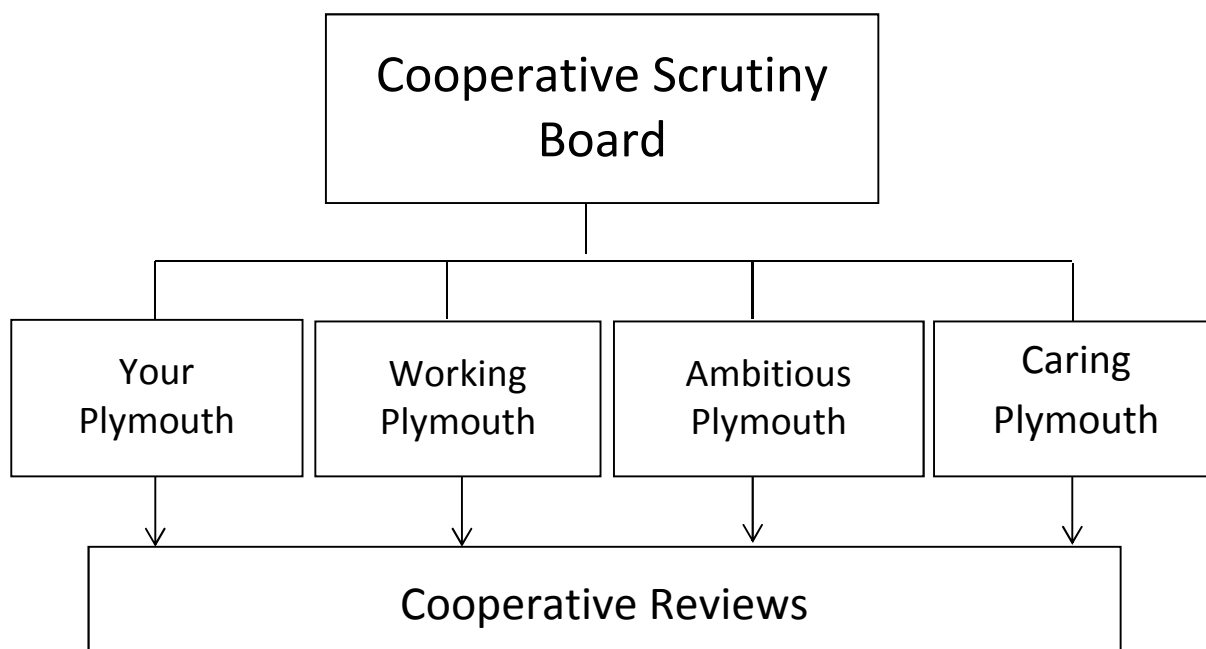 Cooperative Scrutiny
Board
Your
Plymouth
Working
Plymouth
Ambitious
Plymouth
Caring
Plymouth
Cooperative Reviews